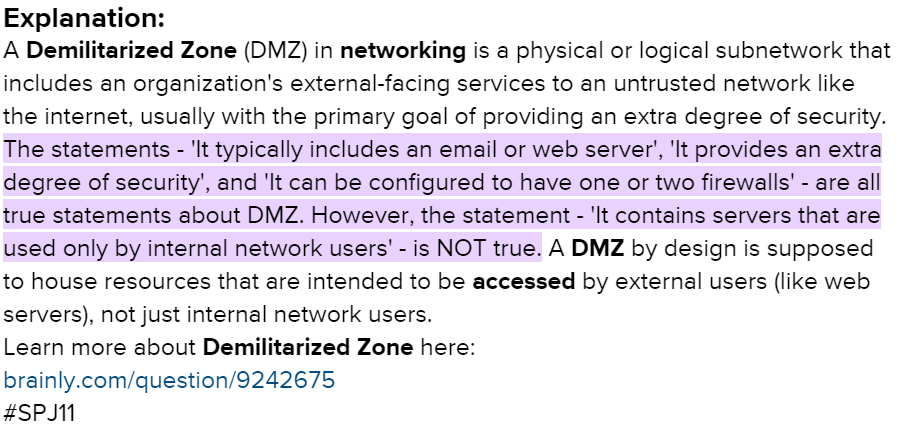 Explanation:
A Demilitarized Zone (DMZ) in networking is a physical or logical subnetwork that
includes an organization's external-facing services to an untrusted network like
the internet, usually with the primary goal of providing an extra degree of security.
The statements - 'It typically includes an email or web server', 'It provides an extra
degree of security', and 'It can be configured to have one or two firewalls' - are all
true statements about DMZ. However, the statement - 'It contains servers that are
used only by internal network users' - is NOT true. A DMZ by design is supposed
to house resources that are intended to be accessed by external users (like web
servers), not just internal network users.
Learn more about Demilitarized Zone here:
brainly.com/question/9242675
#SPJ11